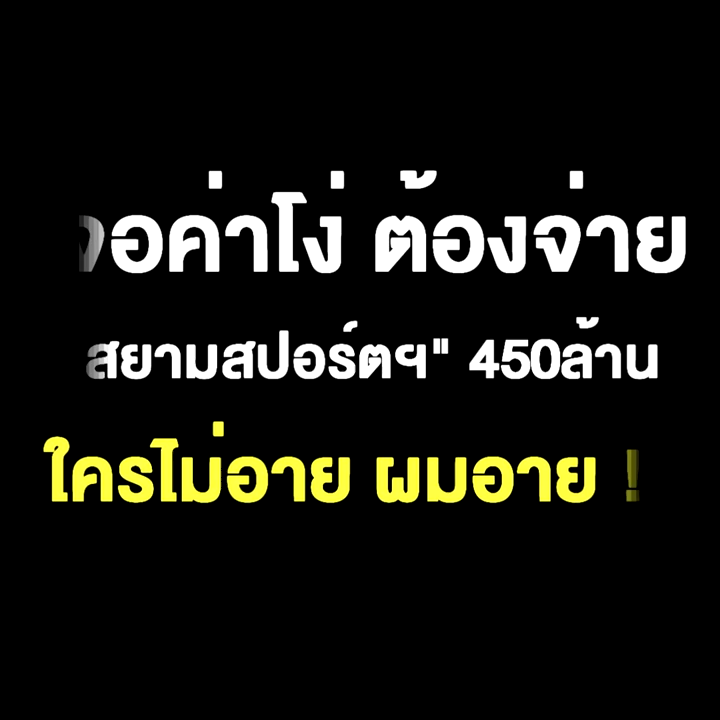 จอค่าโง่ ต้องจ่าย
สยามสปอร์ตฯ" 450ล้าน
ใครไม่อาย ผมอาย !